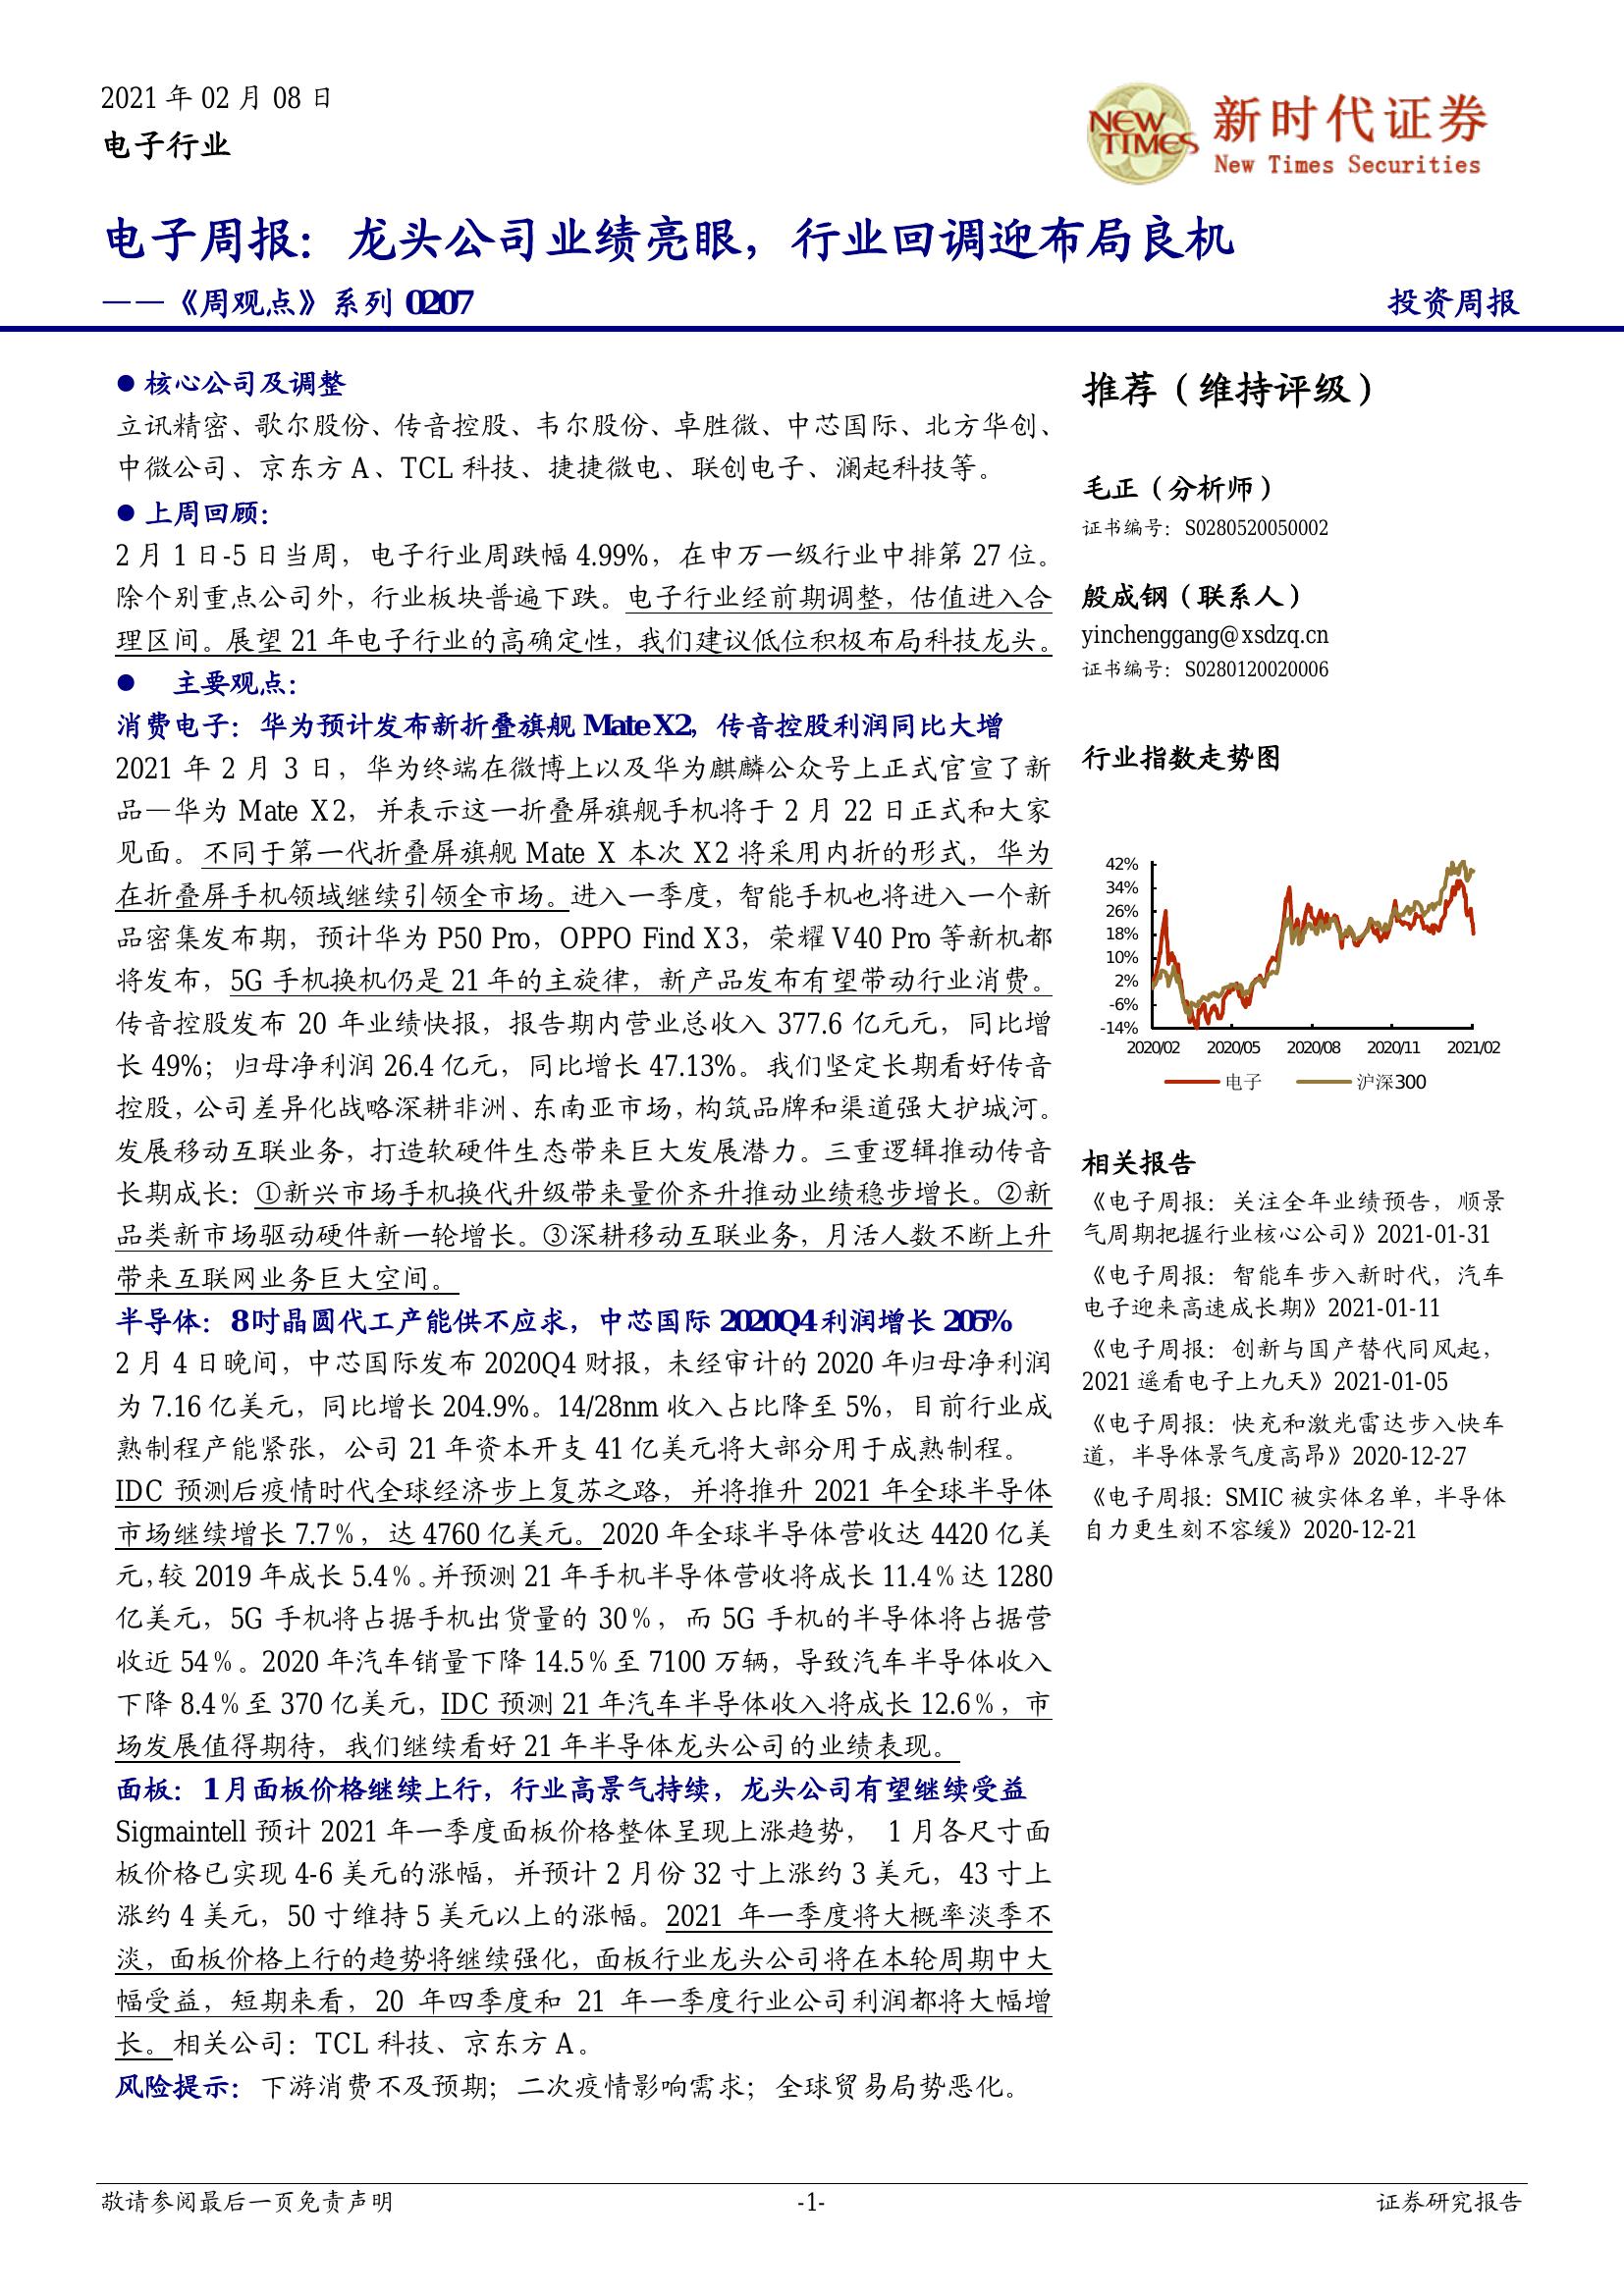 2021 年 02 月 08 日
电子行业
NEW TIMES
新时代证券
New Times Securities
电子周报：龙头公司业绩亮眼，行业回调迎布局良机
——《周观点》系列 0207
投资周报
● 核心公司及调整
立讯精密、歌尔股份、传音控股、韦尔股份、卓胜微、中芯国际、北方华创、
中微公司、京东方 A、TCL 科技、捷捷微电、联创电子、澜起科技等。
● 上周回顾：
2 月 1 日-5 日当周，电子行业周跌幅 4.99%，在申万一级行业中排第 27 位。
除个别重点公司外，行业板块普遍下跌。电子行业经前期调整，估值进入合
理区间。展望 21 年电子行业的高确定性，我们建议低位积极布局科技龙头。
● 主要观点：
消费电子：华为预计发布新折叠旗舰 Mate X2，传音控股利润同比大增
2021 年 2 月 3 日，华为终端在微博上以及华为麒麟公众号上正式官宣了新
品—华为 Mate X2，并表示这一折叠屏旗舰手机将于 2 月 22 日正式和大家
见面。不同于第一代折叠屏旗舰 Mate X 本次 X2 将采用内折的形式，华为
在折叠屏手机领域继续引领全市场。进入一季度，智能手机也将进入一个新
品密集发布期，预计华为 P50 Pro，OPPO Find X3，荣耀 V40 Pro 等新机都
将发布，5G 手机换机仍是 21 年的主旋律，新产品发布有望带动行业消费。
传音控股发布 20 年业绩快报，报告期内营业总收入 377.6 亿元元，同比增
长 49%；归母净利润 26.4 亿元，同比增长 47.13%。我们坚定长期看好传音
控股，公司差异化战略深耕非洲、东南亚市场，构筑品牌和渠道强大护城河。
发展移动互联业务，打造软硬件生态带来巨大发展潜力。三重逻辑推动传音
长期成长：①新兴市场手机换代升级带来量价齐升推动业绩稳步增长。②新
品类新市场驱动硬件新一轮增长。③深耕移动互联业务，月活人数不断上升
带来互联网业务巨大空间。
半导体：8 吋晶圆代工产能供不应求，中芯国际 2020Q4 利润增长 205%
2 月 4 日晚间，中芯国际发布 2020Q4 财报，未经审计的 2020 年归母净利润
为 7.16 亿美元，同比增长 204.9%。14/28nm 收入占比降至 5%，目前行业成
熟制程产能紧张，公司 21 年资本开支 41 亿美元将大部分用于成熟制程。
IDC 预测后疫情时代全球经济步上复苏之路，并将推升 2021 年全球半导体
市场继续增长 7.7％，达 4760 亿美元。2020 年全球半导体营收达 4420 亿美
元，较 2019 年成长 5.4％。并预测 21 年手机半导体营收将成长 11.4％达 1280
亿美元，5G 手机将占据手机出货量的 30％，而 5G 手机的半导体将占据营
收近 54％。2020 年汽车销量下降 14.5％至 7100 万辆，导致汽车半导体收入
下降 8.4％至 370 亿美元，IDC 预测 21 年汽车半导体收入将成长 12.6％，市
场发展值得期待，我们继续看好 21 年半导体龙头公司的业绩表现。
面板：1 月面板价格继续上行，行业高景气持续，龙头公司有望继续受益
Sigmaintell 预计 2021 年一季度面板价格整体呈现上涨趋势， 1 月各尺寸面
板价格已实现 4-6 美元的涨幅，并预计 2 月份 32 寸上涨约 3 美元，43 寸上
涨约 4 美元，50 寸维持 5 美元以上的涨幅。2021 年一季度将大概率淡季不
淡，面板价格上行的趋势将继续强化，面板行业龙头公司将在本轮周期中大
幅受益，短期来看，20 年四季度和 21 年一季度行业公司利润都将大幅增
长。相关公司：TCL 科技、京东方 A。
风险提示：下游消费不及预期；二次疫情影响需求；全球贸易局势恶化。
推荐（维持评级）
毛正（分析师）
证书编号：S0280520050002
殷成钢（联系人）
yinchenggang@xsdzq.cn
证书编号：S0280120020006
行业指数走势图
42%
34%
26%
18%
10%
2%
-6%
-14%
2020/02 2020/05 2020/08 2020/11 2021/02
电子 沪深300
相关报告
《电子周报：关注全年业绩预告，顺景
气周期把握行业核心公司》2021-01-31
《电子周报：智能车步入新时代，汽车
电子迎来高速成长期》2021-01-11
《电子周报：创新与国产替代同风起，
2021 遥看电子上九天》2021-01-05
《电子周报：快充和激光雷达步入快车
道，半导体景气度高昂》2020-12-27
《电子周报：SMIC 被实体名单，半导体
自力更生刻不容缓》2020-12-21
敬请参阅最后一页免责声明
-1-
证券研究报告